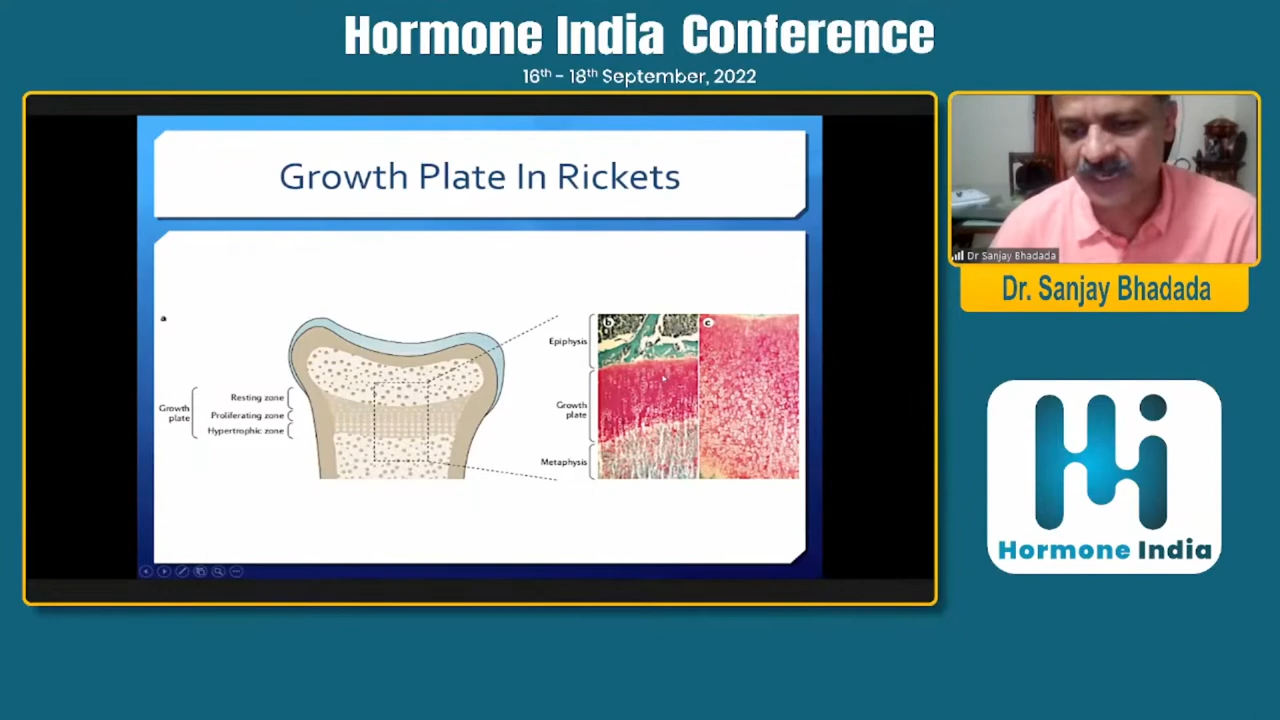 Hormone India Conference
16th - 18th September, 2022
Growth Plate In Rickets
a
Growth
plate
Resting zone
Proliferating zone
Hypertrophic zone
Epiphysis
Growth
plate
Metaphysis
b
c
Dr Sanjay Bhadada
Dr. Sanjay Bhadada
Hormone India